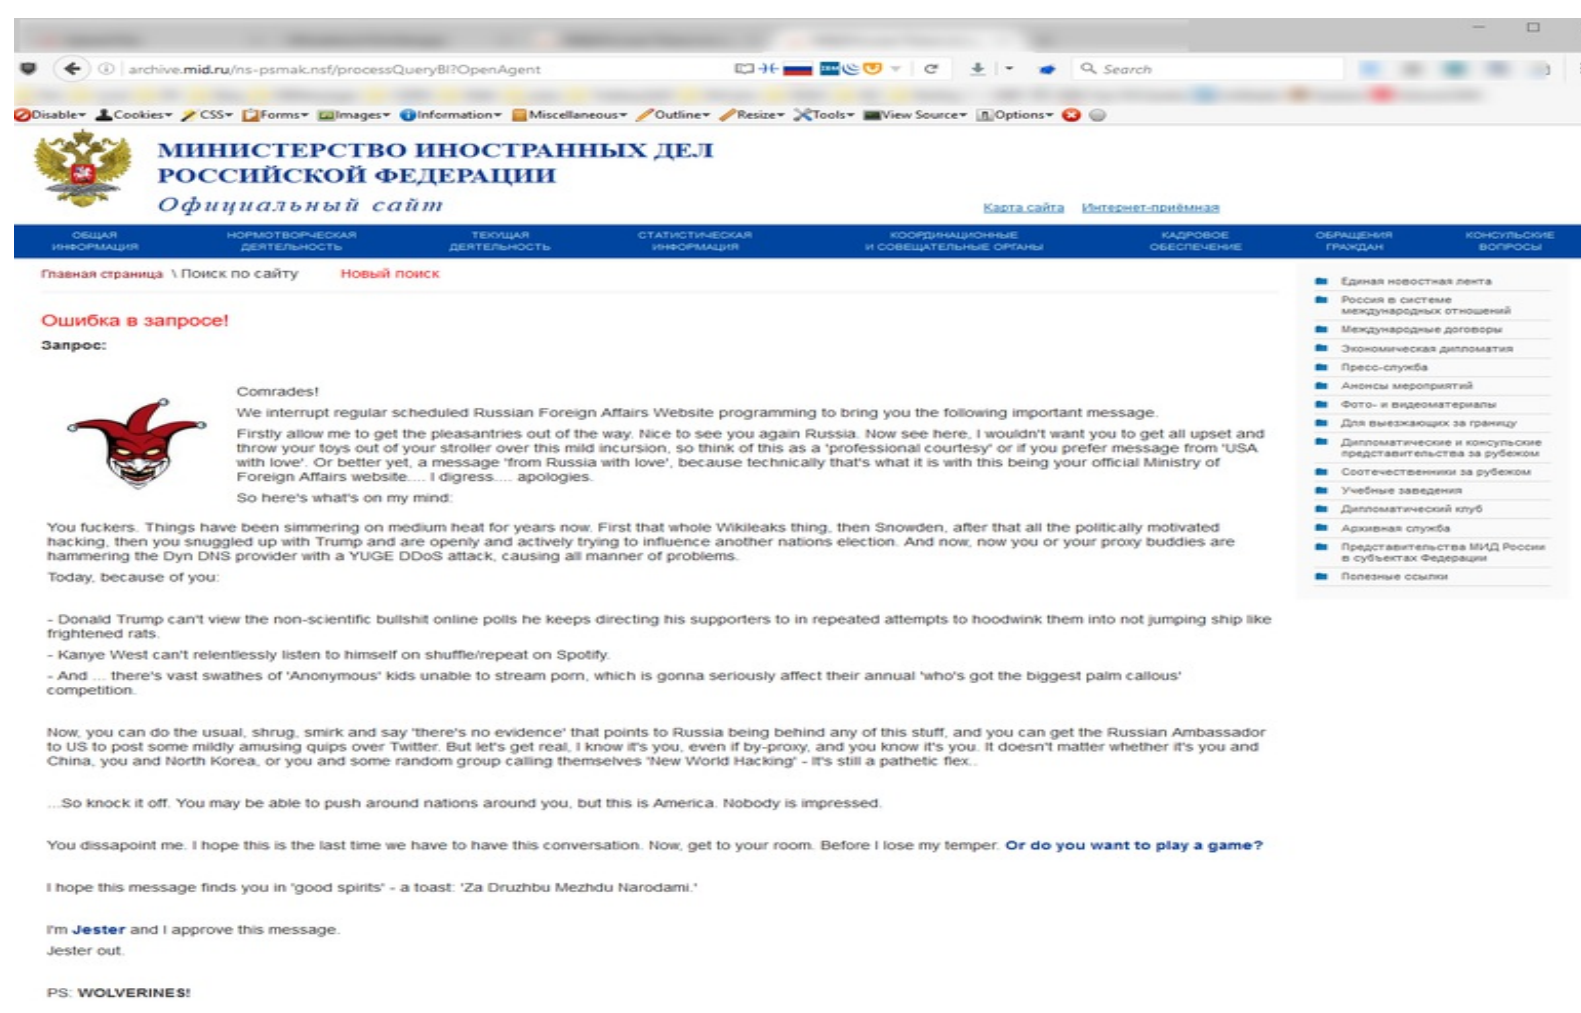 archive.mid.ru/ns-psmak.nsf/processQueryBl?OpenAgent
Search
Disable Cookies CSS Forms Images Information Miscellaneous Outline Resize Tools View Source Options
МИНИСТЕРСТВО ИНОСТРАННЫХ ДЕЛ
РОССИЙСКОЙ ФЕДЕРАЦИИ
Официальный сайт
Карта сайта Интернет-приёмная
ОБЩАЯ ИНФОРМАЦИЯ
НОРМОТВОРЧЕСКАЯ ДЕЯТЕЛЬНОСТЬ
ТЕКУЩАЯ ДЕЯТЕЛЬНОСТЬ
СТАТИСТИЧЕСКАЯ ИНФОРМАЦИЯ
КООРДИНАЦИОННЫЕ И СОВЕЩАТЕЛЬНЫЕ ОРГАНЫ
КАДРОВОЕ ОБЕСПЕЧЕНИЕ
ОБРАЩЕНИЯ ГРАЖДАН
КОНСУЛЬСКИЕ ВОПРОСЫ
Главная страница \ Поиск по сайту Новый поиск
Ошибка в запросе!
Запрос:
Comrades!
We interrupt regular scheduled Russian Foreign Affairs Website programming to bring you the following important message.
Firstly allow me to get the pleasantries out of the way. Nice to see you again Russia. Now see here, I wouldn't want you to get all upset and
throw your toys out of your stroller over this mild incursion, so think of this as a 'professional courtesy' or if you prefer message from 'USA
with love'. Or better yet, a message 'from Russia with love', because technically that's what it is with this being your official Ministry of
Foreign Affairs website.... I digress.... apologies.
So here's what's on my mind:
You fuckers. Things have been simmering on medium heat for years now. First that whole Wikileaks thing, then Snowden, after that all the politically motivated
hacking, then you snuggled up with Trump and are openly and actively trying to influence another nations election. And now, now you or your proxy buddies are
hammering the Dyn DNS provider with a YUGE DDoS attack, causing all manner of problems.
Today, because of you:
- Donald Trump can't view the non-scientific bullshit online polls he keeps directing his supporters to in repeated attempts to hoodwink them into not jumping ship like
frightened rats.
- Kanye West can't relentlessly listen to himself on shuffle/repeat on Spotify.
- And ... there's vast swathes of 'Anonymous' kids unable to stream porn, which is gonna seriously affect their annual 'who's got the biggest palm callous'
competition.
Now, you can do the usual, shrug, smirk and say 'there's no evidence' that points to Russia being behind any of this stuff, and you can get the Russian Ambassador
to US to post some mildly amusing quips over Twitter. But let's get real, I know it's you, even if by-proxy, and you know it's you. It doesn't matter whether it's you and
China, you and North Korea, or you and some random group calling themselves 'New World Hacking' - it's still a pathetic flex..
...So knock it off. You may be able to push around nations around you, but this is America. Nobody is impressed.
You dissapoint me. I hope this is the last time we have to have this conversation. Now, get to your room. Before I lose my temper. Or do you want to play a game?
I hope this message finds you in 'good spirits' - a toast: 'Za Druzhbu Mezhdu Narodami.'
I'm Jester and I approve this message.
Jester out.
PS: WOLVERINES!
Единая новостная лента
Россия в системе
международных отношений
Международные договоры
Экономическая дипломатия
Пресс-служба
Анонсы мероприятий
Фото- и видеоматериалы
Для выезжающих за границу
Дипломатические и консульские
представительства за рубежом
Соотечественники за рубежом
Учебные заведения
Дипломатический клуб
Архивная служба
Представительства МИД России
в субъектах Федерации
Полезные ссылки